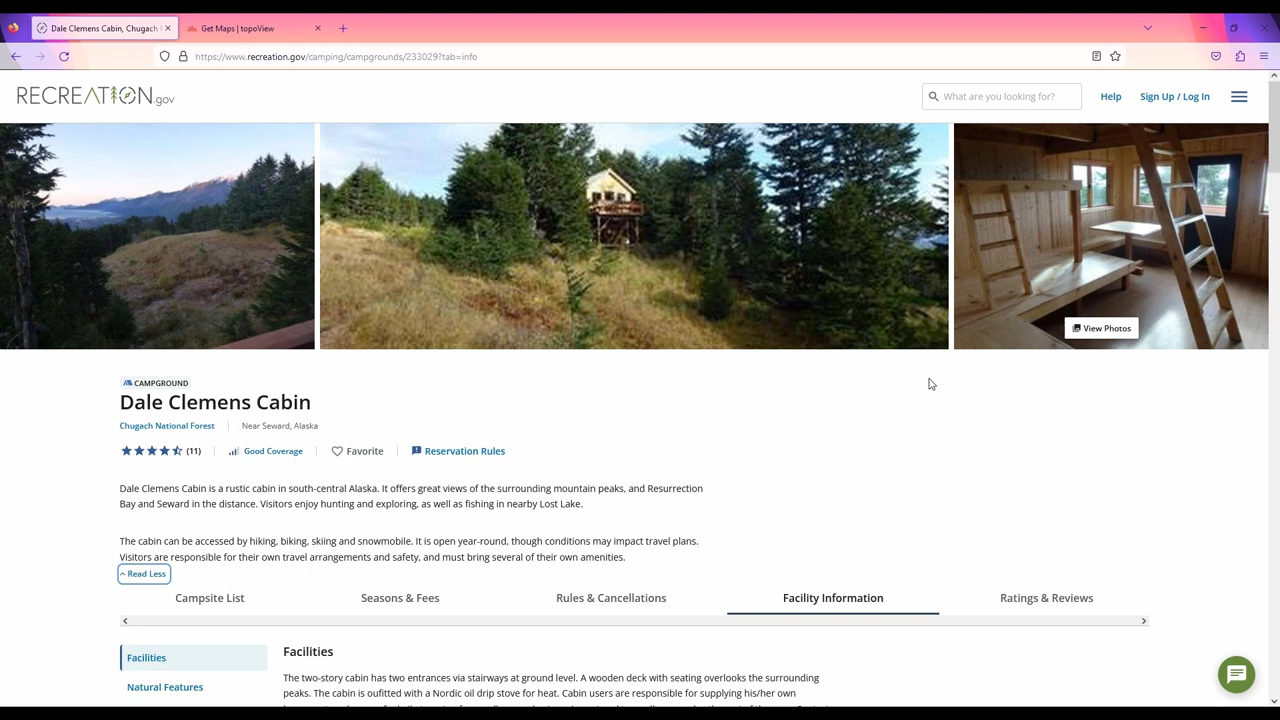 Dale Clemens Cabin, Chugach
Get Maps | topoView
https://www.recreation.gov/camping/campgrounds/233029?tab=info
RECREATION.gov
What are you looking for?
Help
Sign Up / Log In
View Photos
CAMPGROUND
Dale Clemens Cabin
Chugach National Forest
Near Seward, Alaska
(11)
Good Coverage
Favorite
Reservation Rules
Dale Clemens Cabin is a rustic cabin in south-central Alaska. It offers great views of the surrounding mountain peaks, and Resurrection
Bay and Seward in the distance. Visitors enjoy hunting and exploring, as well as fishing in nearby Lost Lake.
The cabin can be accessed by hiking, biking, skiing and snowmobile. It is open year-round, though conditions may impact travel plans.
Visitors are responsible for their own travel arrangements and safety, and must bring several of their own amenities.
Read Less
Campsite List
Seasons & Fees
Rules & Cancellations
Facility Information
Ratings & Reviews
Facilities
Natural Features
Facilities
The two-story cabin has two entrances via stairways at ground level. A wooden deck with seating overlooks the surrounding
peaks. The cabin is oufitted with a Nordic oil drip stove for heat. Cabin users are responsible for supplying his/her own